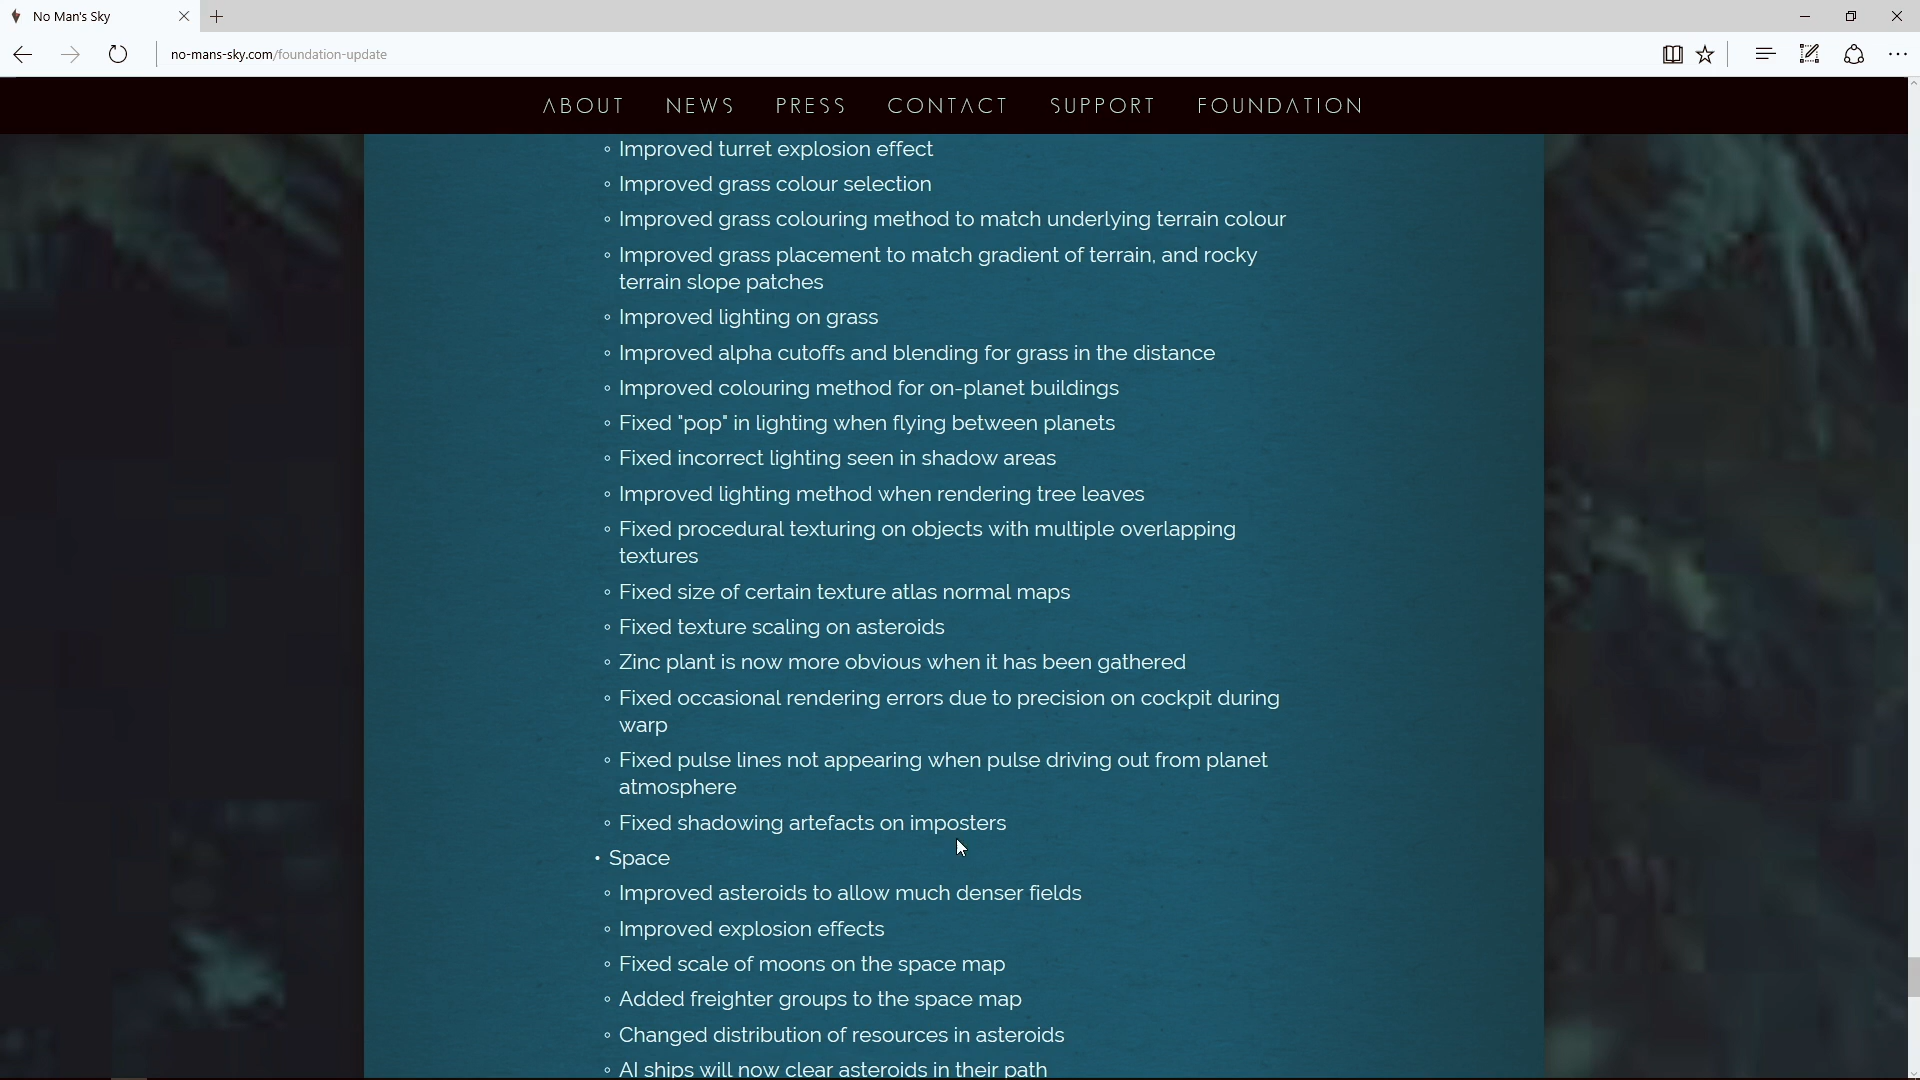 No Man's Sky
no-mans-sky.com/foundation-update
ABOUT NEWS PRESS CONTACT SUPPORT FOUNDATION
◦ Improved turret explosion effect
◦ Improved grass colour selection
◦ Improved grass colouring method to match underlying terrain colour
◦ Improved grass placement to match gradient of terrain, and rocky
terrain slope patches
◦ Improved lighting on grass
◦ Improved alpha cutoffs and blending for grass in the distance
◦ Improved colouring method for on-planet buildings
◦ Fixed "pop" in lighting when flying between planets
◦ Fixed incorrect lighting seen in shadow areas
◦ Improved lighting method when rendering tree leaves
◦ Fixed procedural texturing on objects with multiple overlapping
textures
◦ Fixed size of certain texture atlas normal maps
◦ Fixed texture scaling on asteroids
◦ Zinc plant is now more obvious when it has been gathered
◦ Fixed occasional rendering errors due to precision on cockpit during
warp
◦ Fixed pulse lines not appearing when pulse driving out from planet
atmosphere
◦ Fixed shadowing artefacts on imposters
• Space
◦ Improved asteroids to allow much denser fields
◦ Improved explosion effects
◦ Fixed scale of moons on the space map
◦ Added freighter groups to the space map
◦ Changed distribution of resources in asteroids
◦ AI ships will now clear asteroids in their path